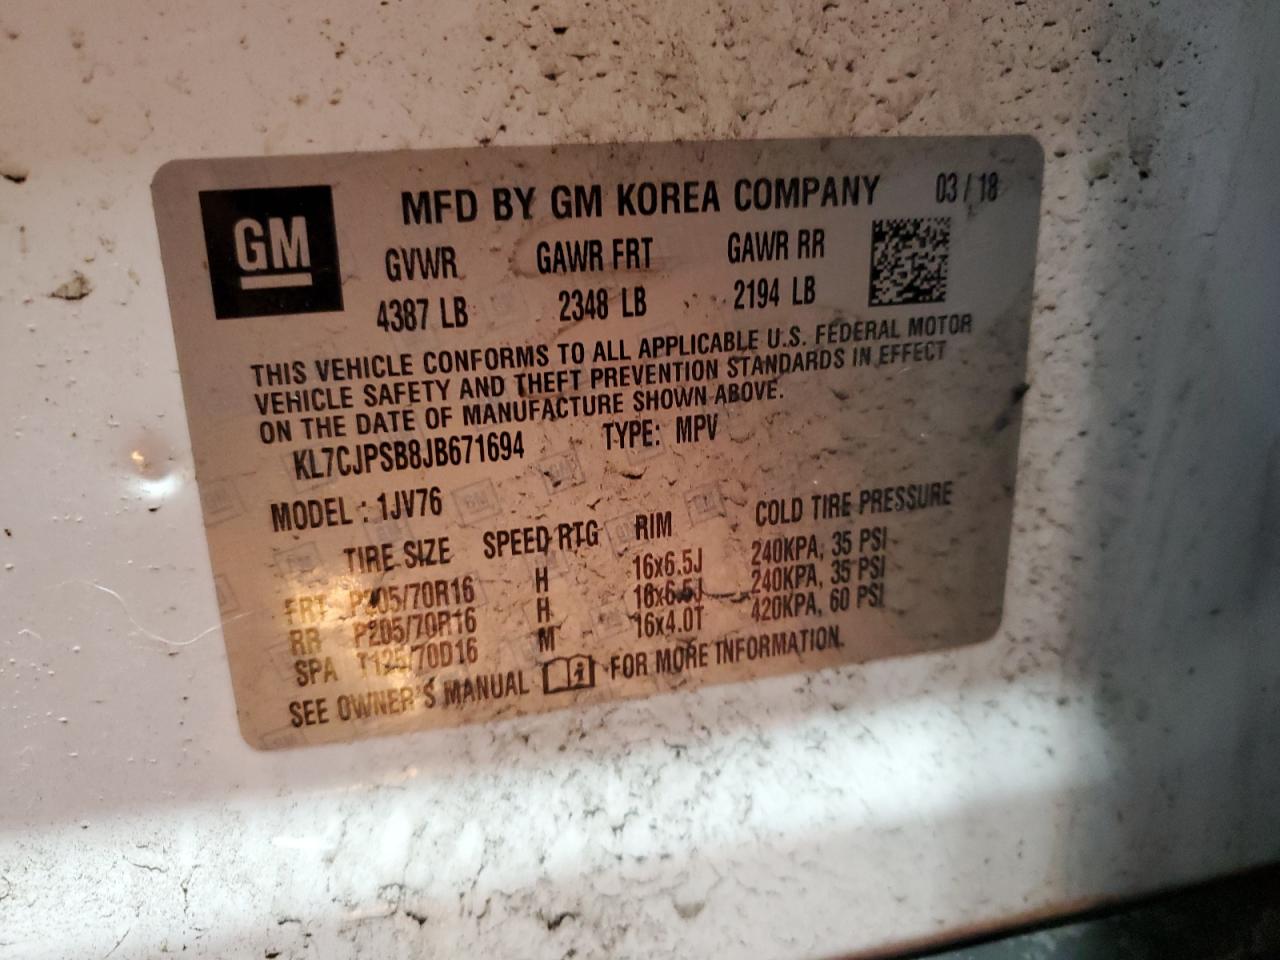 GM
MFD BY GM KOREA COMPANY 03/18
GVWR GAWR FRT GAWR RR
4387 LB 2348 LB 2194 LB
THIS VEHICLE CONFORMS TO ALL APPLICABLE U.S. FEDERAL MOTOR
VEHICLE SAFETY AND THEFT PREVENTION STANDARDS IN EFFECT
ON THE DATE OF MANUFACTURE SHOWN ABOVE.
KL7CJPSB8JB671694 TYPE: MPV
MODEL: 1JV76
TIRE SIZE SPEED RTG RIM COLD TIRE PRESSURE
FRT P205/70R16 H 16x6.5J 240KPA, 35 PSI
RR P205/70R16 H 16x6.5J 240KPA, 35 PSI
SPA T125/70D16 M 16x4.0T 420KPA, 60 PSI
SEE OWNER'S MANUAL FOR MORE INFORMATION.